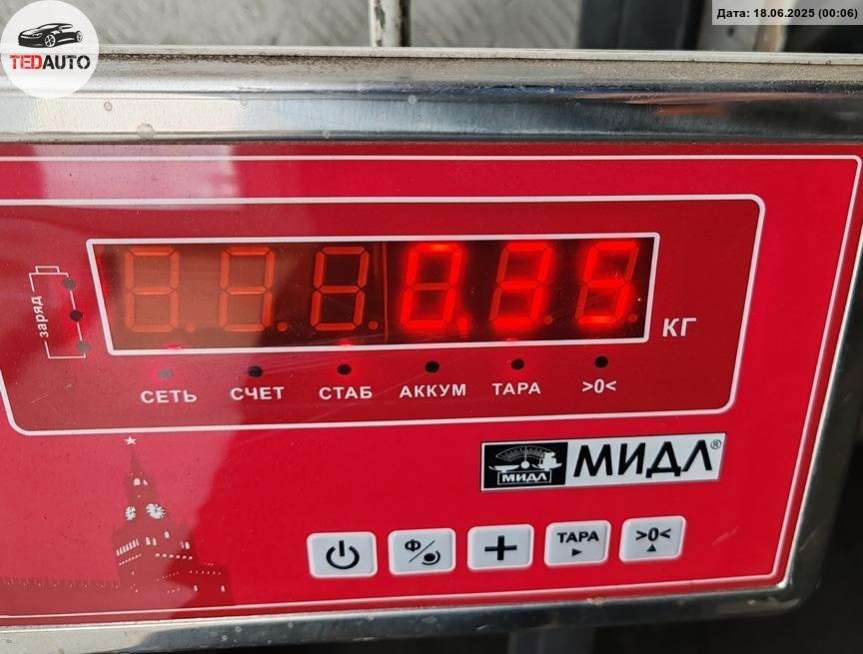 Дата: 18.06.2025 (00:06)
TEDAUTO
заряд
0.35
КГ
СЕТЬ СЧЕТ СТАБ АККУМ ТАРА >0<
МИДЛ МИДЛ®
Ф ТАРА >0<